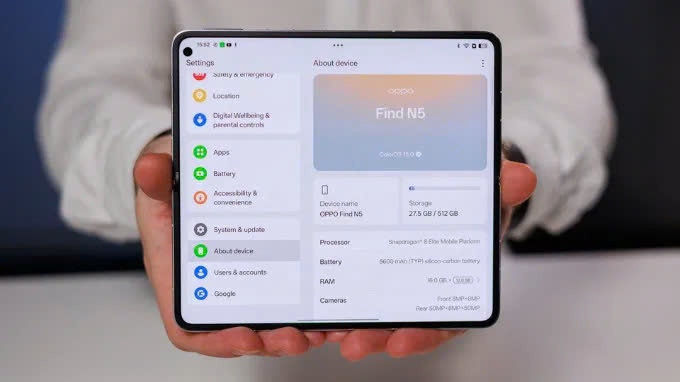 15:52
Settings
Safety & emergency
Location
Digital Wellbeing &
parental controls
Apps
Battery
Accessibility &
convenience
System & update
About device
Users & accounts
Google
About device
OPPO
Find N5
ColorOS 15.0
Device name
OPPO Find N5
Storage
27.5 GB / 512 GB
Processor
Snapdragon® 8 Elite Mobile Platform
Battery
5600 mAh (TYP) silicon-carbon battery
RAM
16.0 GB + 12.0 GB
Cameras
Front 8MP+8MP
Rear 50MP+8MP+50MP